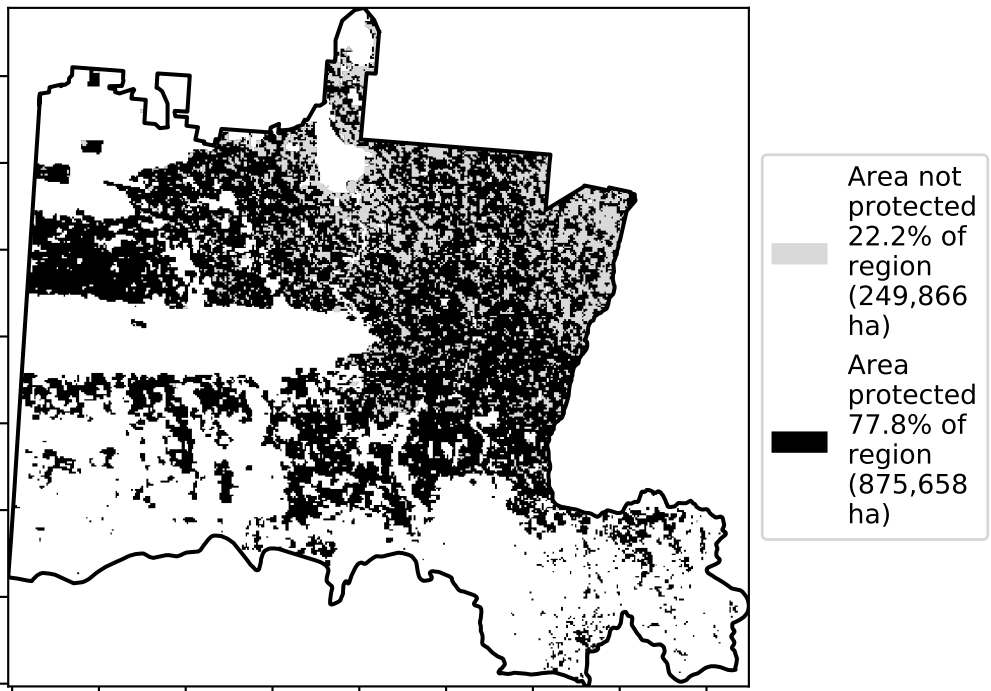 Area not
protected
22.2% of
region
(249,866
ha)
Area
protected
77.8% of
region
(875,658
ha)